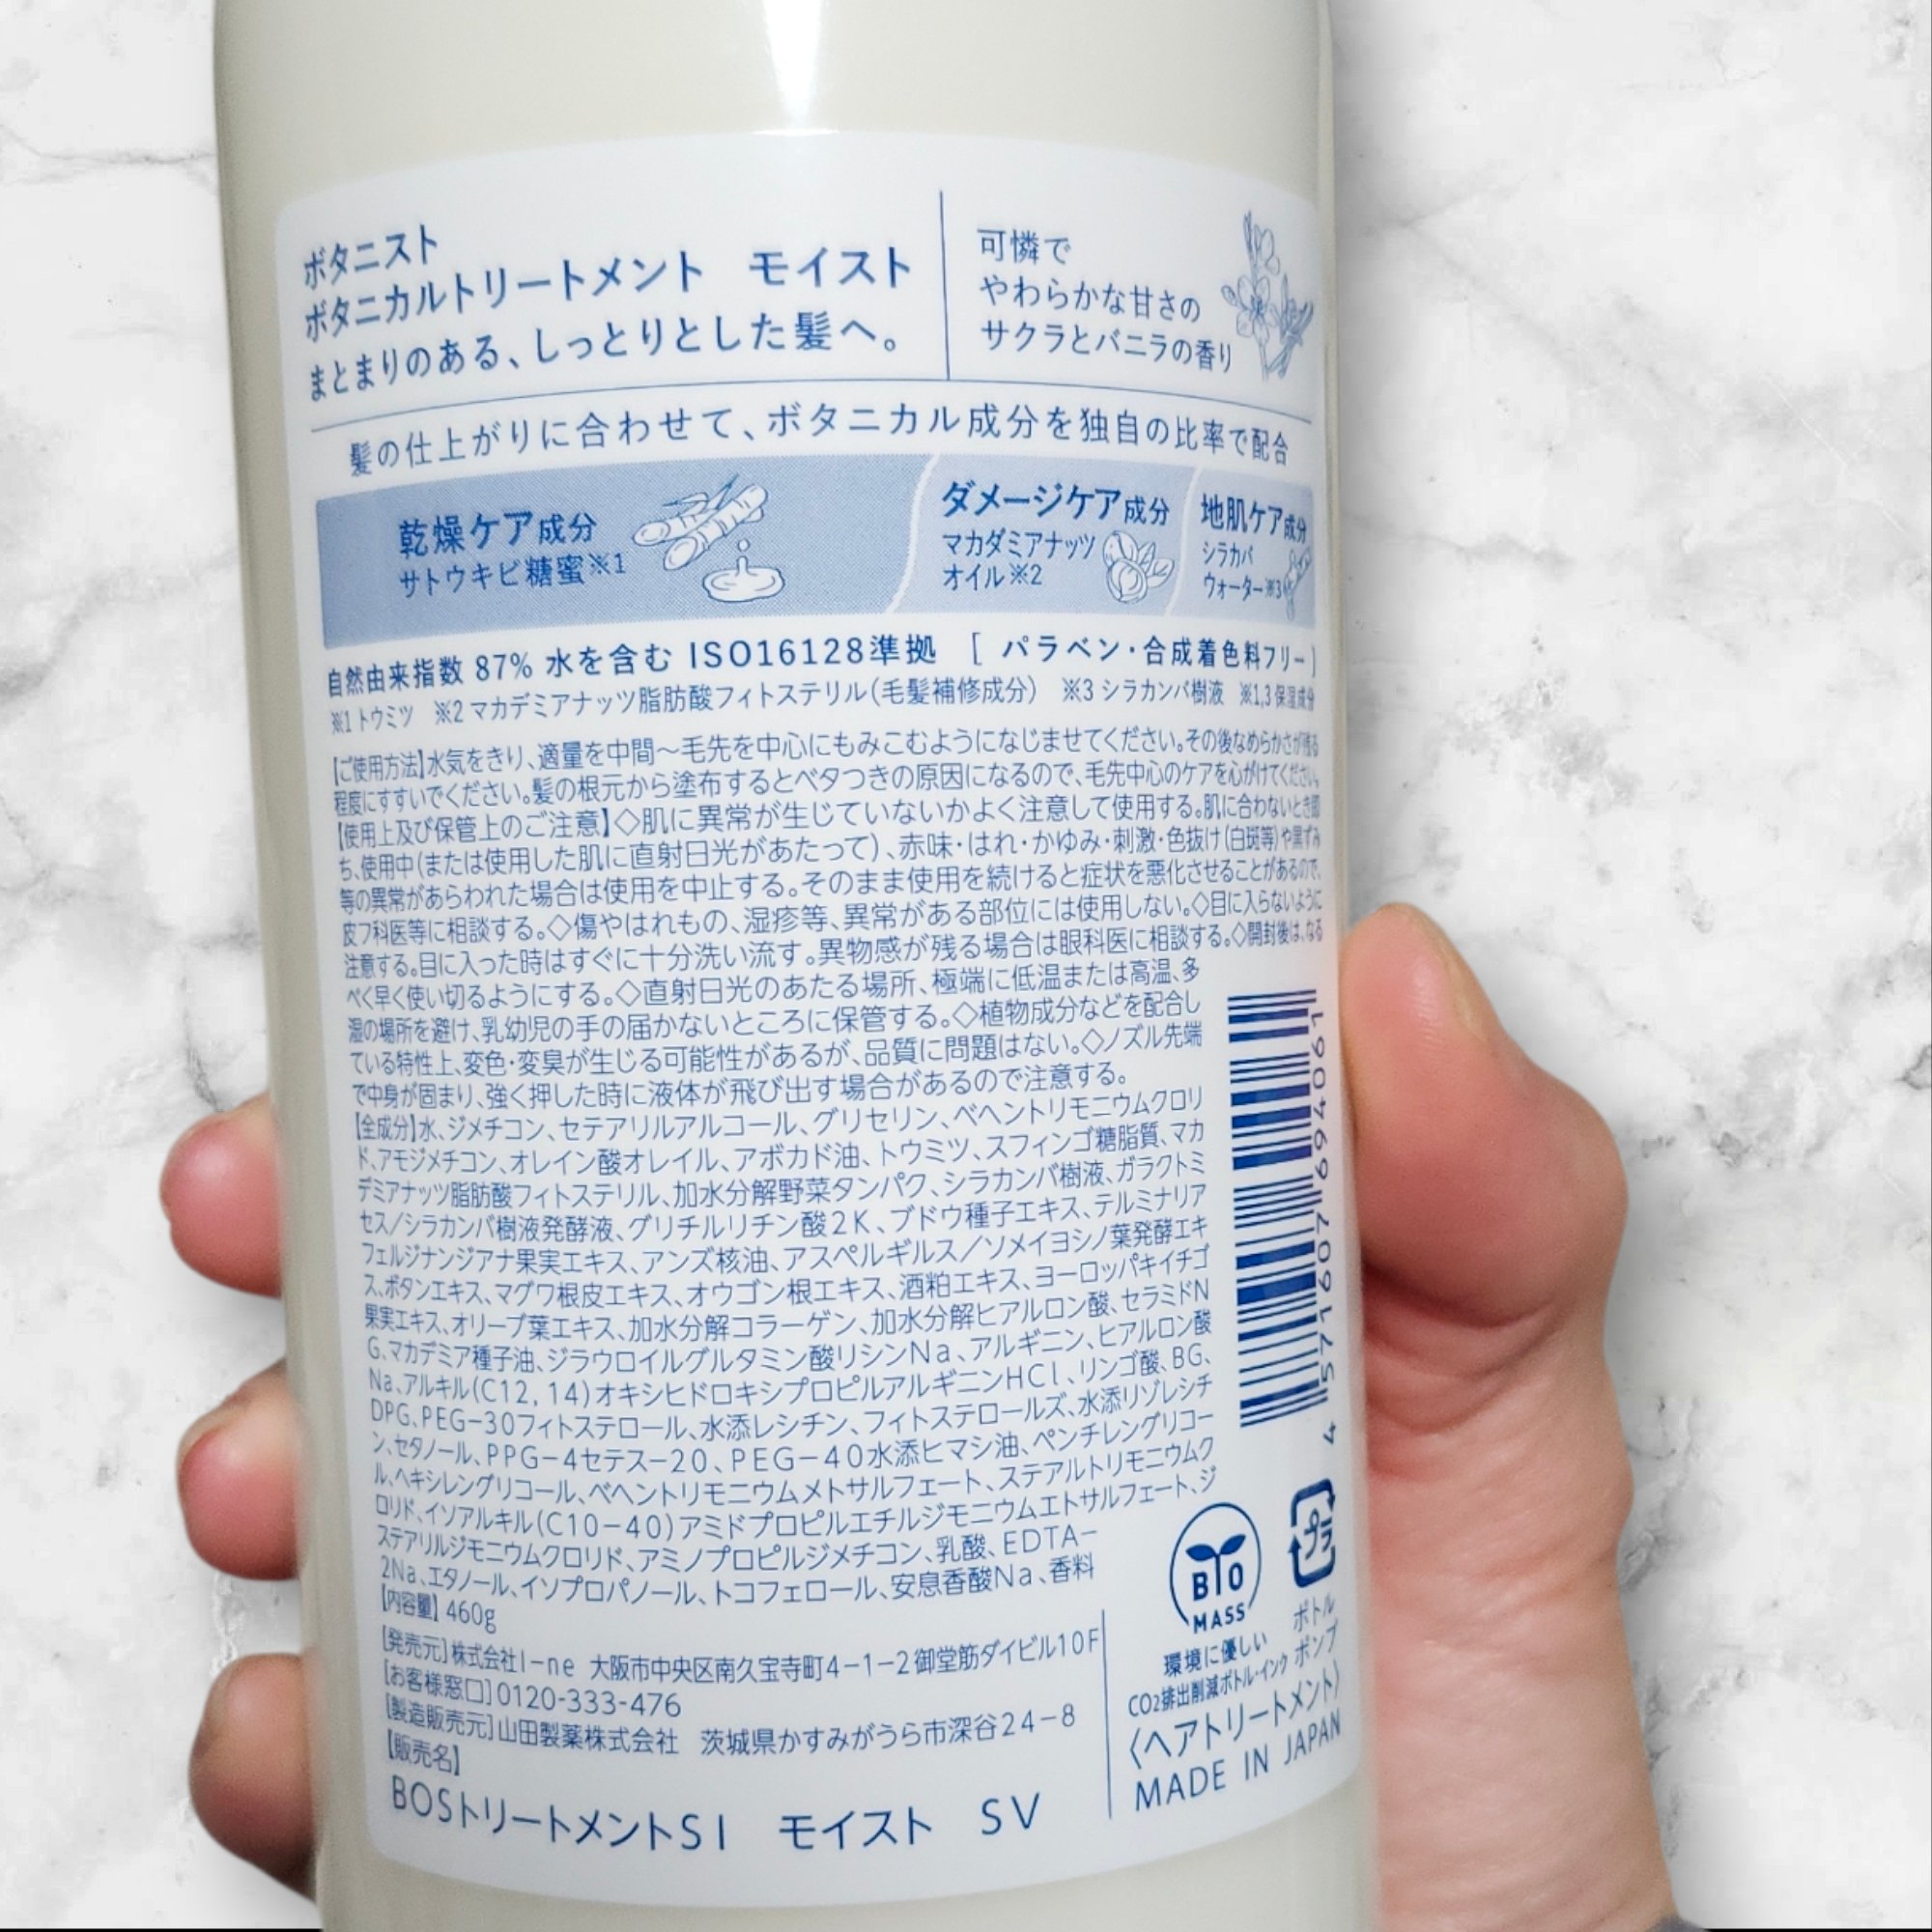 ボタニスト
ボタニカルトリートメント モイスト
まとまりのある、しっとりとした髪へ。
可憐で
やわらかな甘さの
サクラとバニラの香り
髪の仕上がりに合わせて、ボタニカル成分を独自の比率で配合
乾燥ケア成分
サトウキビ糖蜜※1
ダメージケア成分
マカダミアナッツ
オイル※2
地肌ケア成分
シラカバ
ウォーター※3
自然由来指数 87% 水を含む ISO16128準拠 [ パラベン・合成着色料フリー ]
※1 トウミツ ※2 マカデミアナッツ脂肪酸フィトステリル(毛髪補修成分) ※3 シラカンバ樹液 ※1,3 保湿成分
【ご使用方法】水気をきり、適量を中間〜毛先を中心にもみこむようになじませてください。その後なめらかさが残る
程度にすすいでください。髪の根元から塗布するとベタつきの原因になるので、毛先中心のケアを心がけてください。
【使用上及び保管上のご注意】◇肌に異常が生じていないかよく注意して使用する。肌に合わないとき即
ち、使用中(または使用した肌に直射日光があたって)、赤味・はれ・かゆみ・刺激・色抜け(白斑等)や黒ずみ
等の異常があらわれた場合は使用を中止する。そのまま使用を続けると症状を悪化させることがあるので、
皮フ科医等に相談する。◇傷やはれもの、湿疹等、異常がある部位には使用しない。◇目に入らないように
注意する。目に入った時はすぐに十分洗い流す。異物感が残る場合は眼科医に相談する。◇開封後は、なる
べく早く使い切るようにする。◇直射日光のあたる場所、極端に低温または高温、多
湿の場所を避け、乳幼児の手の届かないところに保管する。◇植物成分などを配合し
ている特性上、変色・変臭が生じる可能性があるが、品質に問題はない。◇ノズル先端
で中身が固まり、強く押した時に液体が飛び出す場合があるので注意する。
【全成分】水、ジメチコン、セテアリルアルコール、グリセリン、ベヘントリモニウムクロリ
ド、アモジメチコン、オレイン酸オレイル、アボカド油、トウミツ、スフィンゴ糖脂質、マカ
デミアナッツ脂肪酸フィトステリル、加水分解野菜タンパク、シラカンバ樹液、ガラクトミ
セス/シラカンバ樹液発酵液、グリチルリチン酸2K、ブドウ種子エキス、テルミナリア
フェルジナンジアナ果実エキス、アンズ核油、アスペルギルス/ソメイヨシノ葉発酵エキ
ス、ボタンエキス、マグワ根皮エキス、オウゴン根エキス、酒粕エキス、ヨーロッパキイチゴ
果実エキス、オリーブ葉エキス、加水分解コラーゲン、加水分解ヒアルロン酸、セラミドN
G、マカデミア種子油、ジラウロイルグルタミン酸リシンNa、アルギニン、ヒアルロン酸
Na、アルキル(C12, 14)オキシヒドロキシプロピルアルギニンHCl、リンゴ酸、BG、
DPG、PEG-30フィトステロール、水添レシチン、フィトステロールズ、水添リゾレシチ
ン、セタノール、PPG-4セテス-20、PEG-40水添ヒマシ油、ペンチレングリコー
ル、ヘキシレングリコール、ベヘントリモニウムメトサルフェート、ステアルトリモニウムク
ロリド、イソアルキル(C10-40)アミドプロピルエチルジモニウムエトサルフェート、ジ
ステアリルジモニウムクロリド、アミノプロピルジメチコン、乳酸、EDTA-
2Na、エタノール、イソプロパノール、トコフェロール、安息香酸Na、香料
【内容量】460g
【発売元】株式会社I-ne 大阪市中央区南久宝寺町4-1-2 御堂筋ダイビル10F
【お客様窓口】0120-333-476
【製造販売元】山田製薬株式会社 茨城県かすみがうら市深谷24-8
【販売名】
BOSトリートメントSI モイスト SV
4 571607 994061
BIO
MASS
環境に優しい
CO2排出削減ボトル・インク
プラ
ボトル
ポンプ
〈ヘアトリートメント〉
MADE IN JAPAN